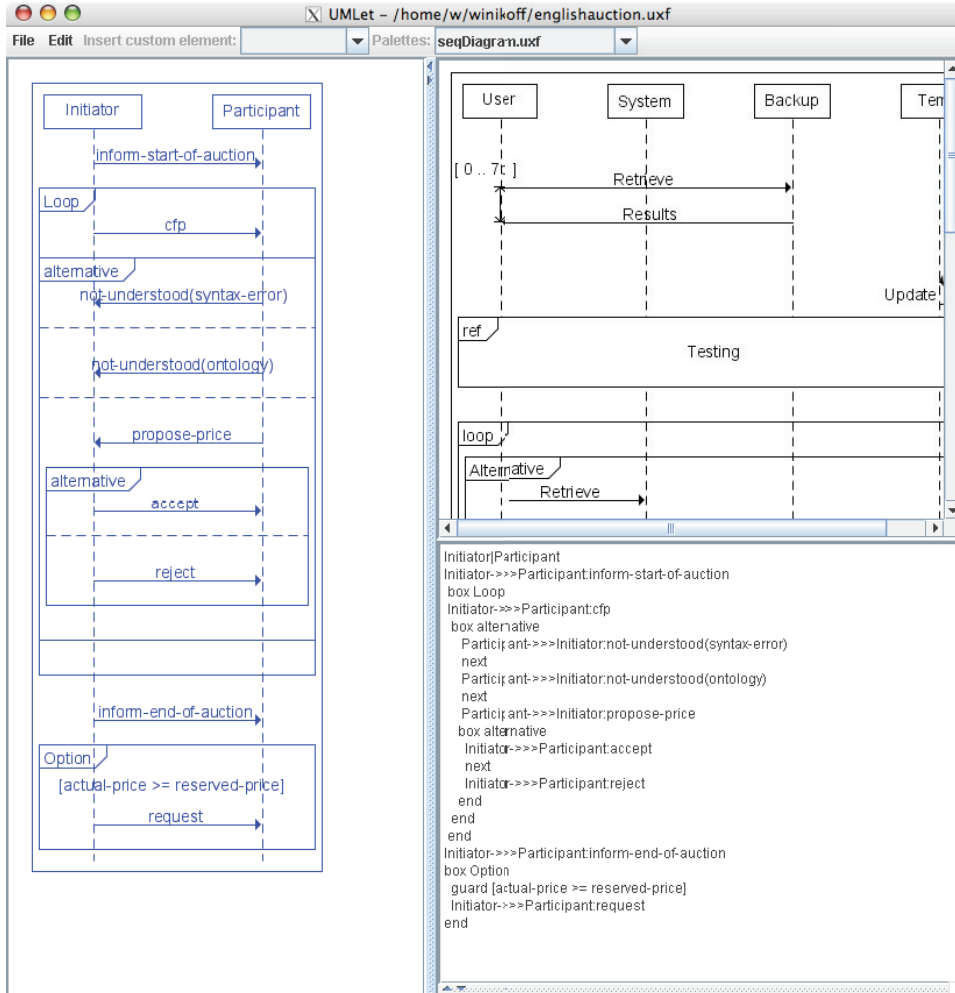 UMLet – /home/w/winikoff/englishauction.uxf
File Edit Insert custom element: Palettes: seqDiagram.uxf
Initiator Participant
inform-start-of-auction
Loop
cfp
alternative
not-understood(syntax-error)
not-understood(ontology)
propose-price
alternative
accept
reject
inform-end-of-auction
Option
[actual-price >= reserved-price]
request
User System Backup Tem
[ 0 .. 7t ]
Retrieve
Results
Update
ref
Testing
loop
Alternative
Retrieve
Initiator|Participant
Initiator->>>Participant:inform-start-of-auction
box Loop
Initiator->>>Participant:cfp
box alternative
Participant->>>Initiator:not-understood(syntax-error)
next
Participant->>>Initiator:not-understood(ontology)
next
Participant->>>Initiator:propose-price
box alternative
Initiator->>>Participant:accept
next
Initiator->>>Participant:reject
end
end
end
Initiator->>>Participant:inform-end-of-auction
box Option
guard [actual-price >= reserved-price]
Initiator->>>Participant:request
end